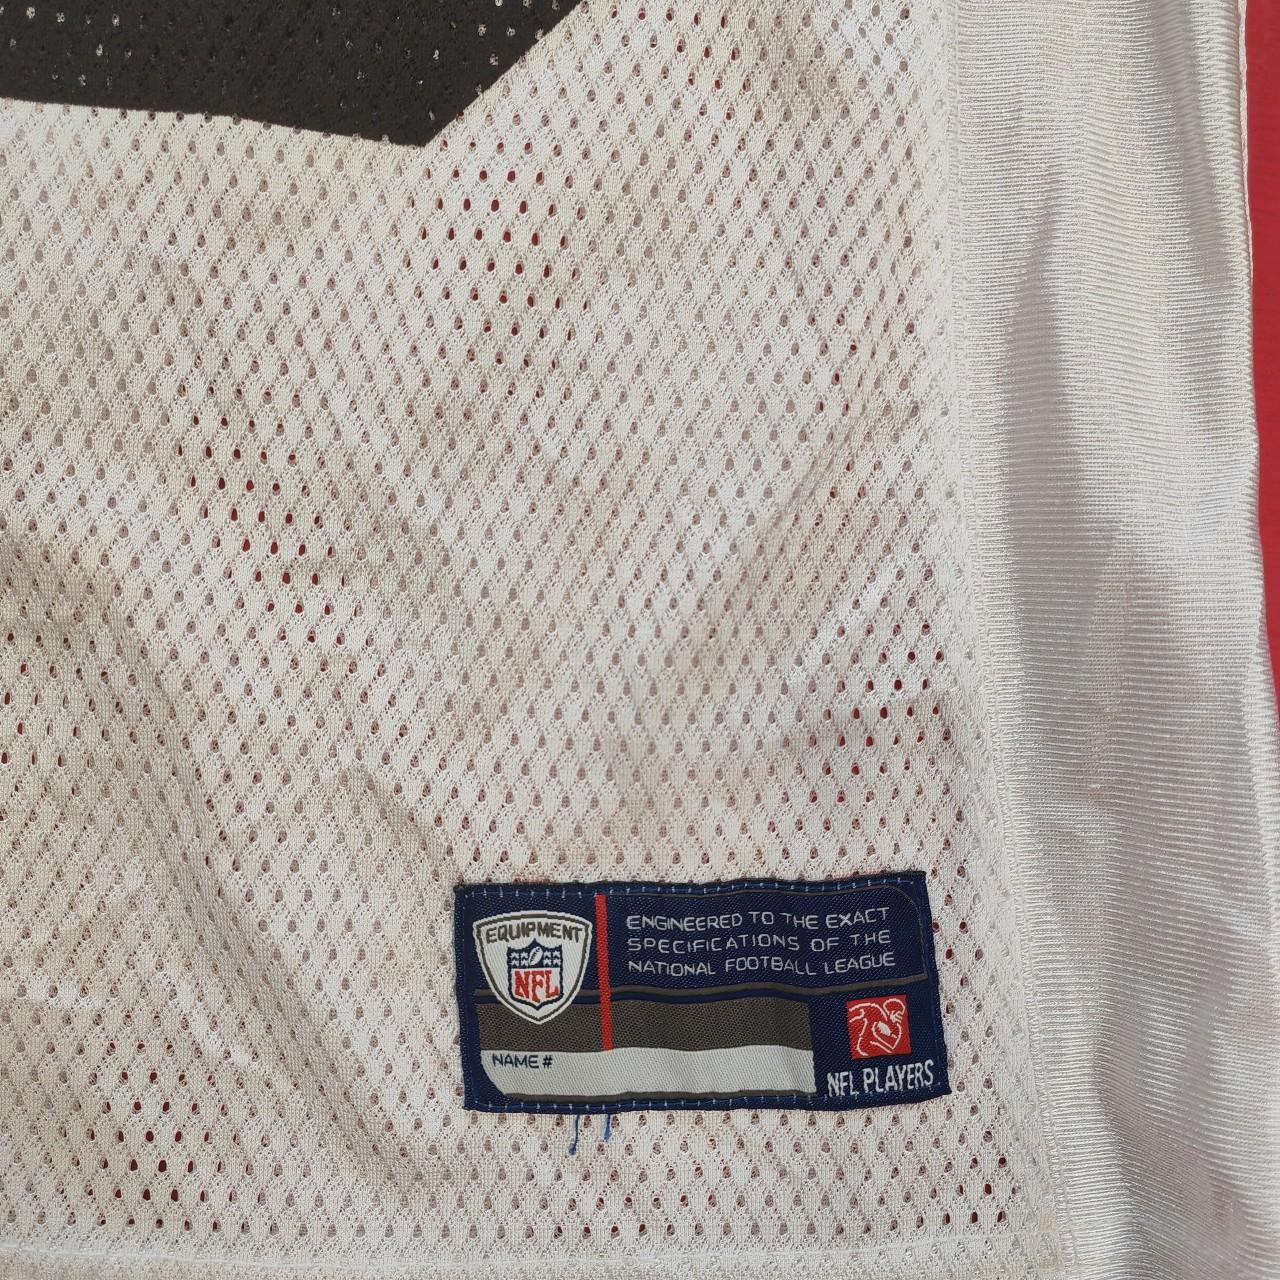 EQUIPMENT
NFL
ENGINEERED TO THE EXACT
SPECIFICATIONS OF THE
NATIONAL FOOTBALL LEAGUE
NAME #
NFL PLAYERS